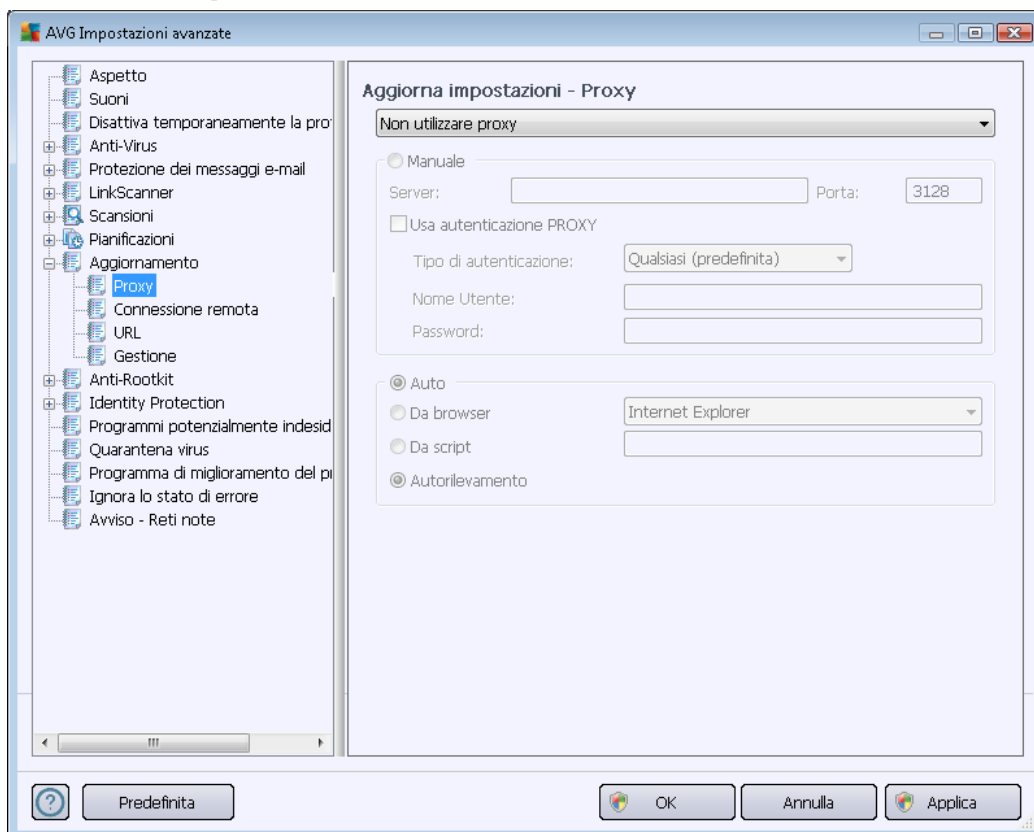 AVG Impostazioni avanzate
Aspetto
Suoni
Disattiva temporaneamente la pro
Anti-Virus
Protezione dei messaggi e-mail
LinkScanner
Scansioni
Pianificazioni
Aggiornamento
Proxy
Connessione remota
URL
Gestione
Anti-Rootkit
Identity Protection
Programmi potenzialmente indesid
Quarantena virus
Programma di miglioramento del pr
Ignora lo stato di errore
Avviso - Reti note
Aggiorna impostazioni - Proxy
Non utilizzare proxy
Manuale
Server: Porta: 3128
Usa autenticazione PROXY
Tipo di autenticazione: Qualsiasi (predefinita)
Nome Utente:
Password:
Auto
Da browser Internet Explorer
Da script
Autorilevamento
? Predefinita OK Annulla Applica